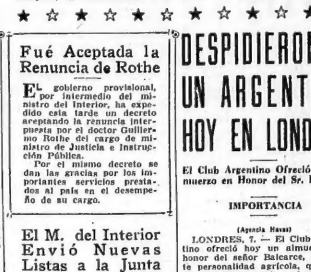 Fué Aceptada la
Renuncia de Rothe
EL gobierno provisional,
por intermedio del mi-
nistro del Interior, ha expe-
dido esta tarde un decreto
aceptando la renuncia inter-
puesta por el doctor Guiller-
mo Rothe del cargo de mi-
nistro de Justicia e Instruc-
ción Pública.
Por el mismo decreto se
dan las gracias por los im-
portantes servicios presta-
dos al país en el desempe-
ño de su cargo.
El M. del Interior
Envió Nuevas
Listas a la Junta
DESPIDIERON
UN ARGENT
HOY EN LOND
El Club Argentino Ofreció
muerzo en Honor del Sr.
IMPORTANCIA
(Agencia Havas)
LONDRES, 7. — El Club
tino ofreció hoy un almue
honor del señor Balcarce,
te personalidad agrícola, q